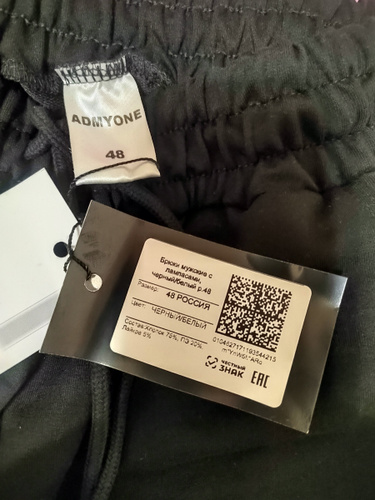 ADMYONE
48
Брюки мужские с
лампасами,
черный/белый р.48
Размер:
48 РОССИЯ
Цвет:
ЧЕРНЫЙ/БЕЛЫЙ
Состав:Хлопок 75%, ПЭ 20%,
Лайкра 5%
ЧЕСТНЫЙ
ЗНАК
EAC